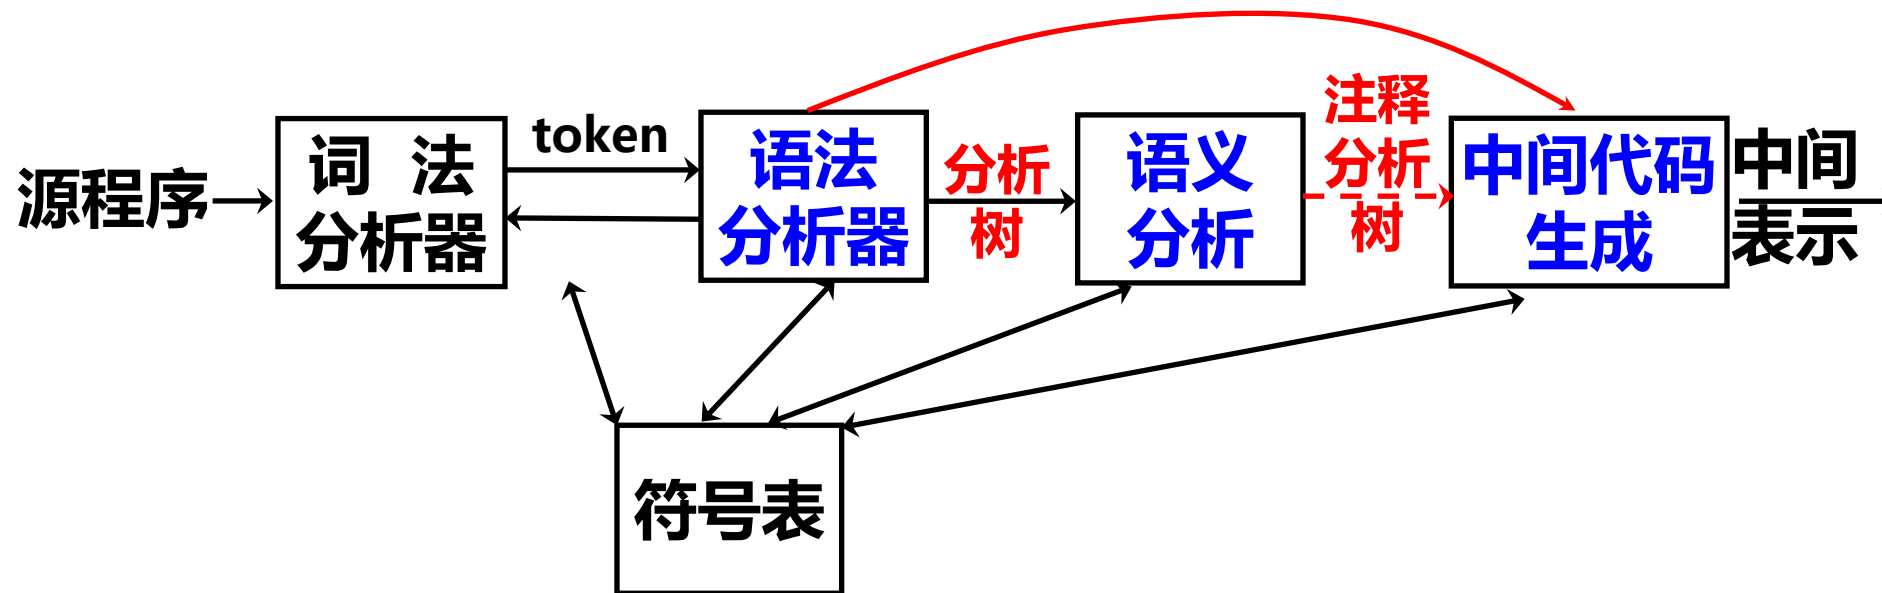 源程序
词 法
分析器
token
语法
分析器
分析
树
语义
分析
注释
分析
树
中间代码
生成
中间
表示
符号表